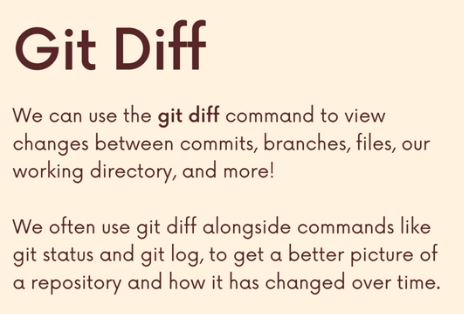 Git Diff
We can use the git diff command to view
changes between commits, branches, files, our
working directory, and more!
We often use git diff alongside commands like
git status and git log, to get a better picture of
a repository and how it has changed over time.